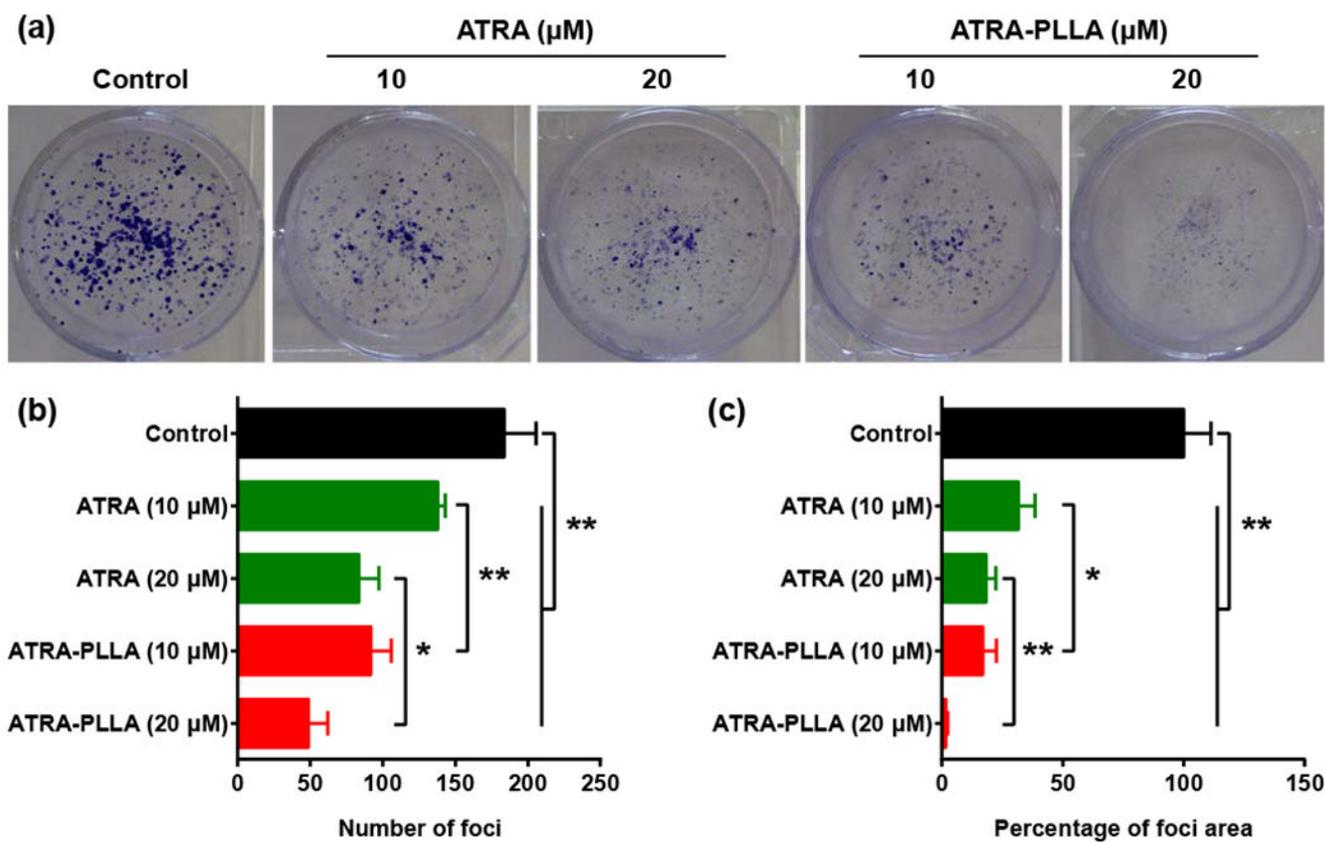 (a)
ATRA (µM)
ATRA-PLLA (µM)
Control
10
20
10
20
(b)
Control
ATRA (10 µM)
ATRA (20 µM)
ATRA-PLLA (10 µM)
ATRA-PLLA (20 µM)
**
**
*
0 50 100 150 200 250
Number of foci
(c)
Control
ATRA (10 µM)
ATRA (20 µM)
ATRA-PLLA (10 µM)
ATRA-PLLA (20 µM)
**
*
**
0 50 100 150
Percentage of foci area